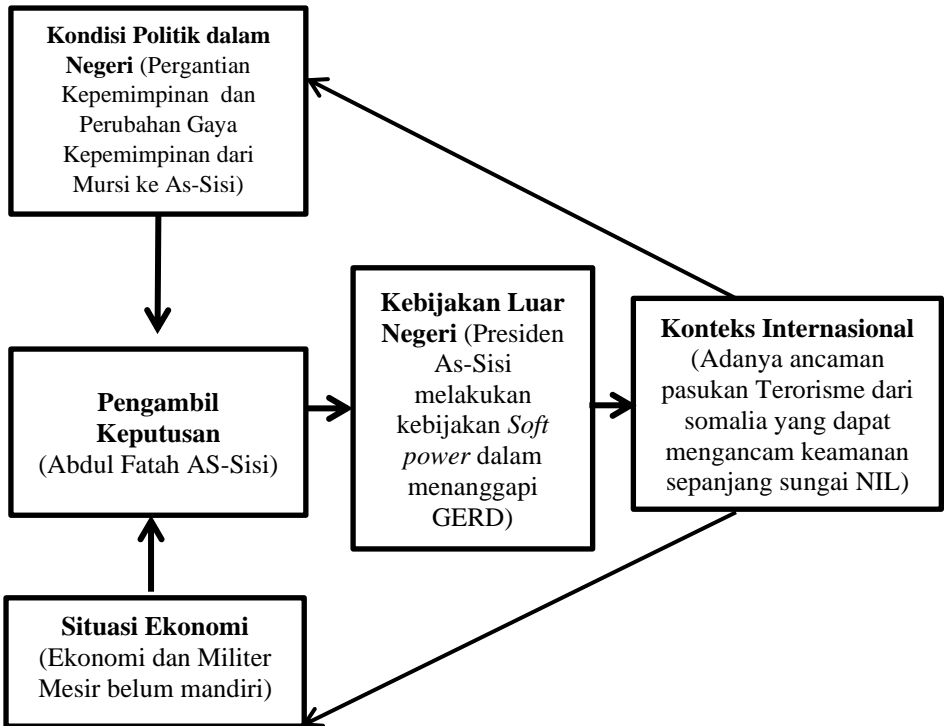 Kondisi Politik dalam
Negeri (Pergantian
Kepemimpinan dan
Perubahan Gaya
Kepemimpinan dari
Mursi ke As-Sisi)
Pengambil
Keputusan
(Abdul Fatah AS-Sisi)
Kebijakan Luar
Negeri (Presiden
As-Sisi
melakukan
kebijakan Soft
power dalam
menanggapi
GERD)
Konteks Internasional
(Adanya ancaman
pasukan Terorisme dari
somalia yang dapat
mengancam keamanan
sepanjang sungai NIL)
Situasi Ekonomi
(Ekonomi dan Militer
Mesir belum mandiri)